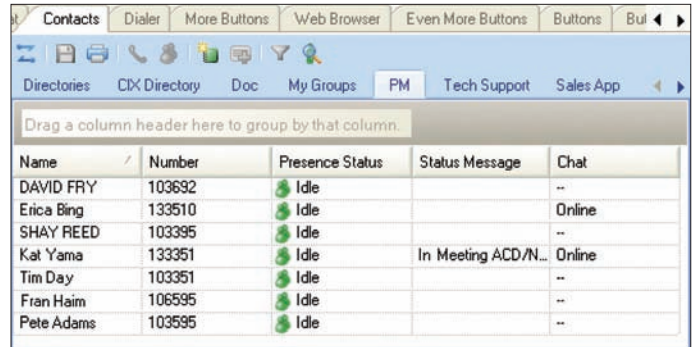 Contacts Dialer More Buttons Web Browser Even More Buttons Buttons
Directories CIX Directory Doc My Groups PM Tech Support Sales App
Drag a column header here to group by that column.
Name Number Presence Status Status Message Chat
DAVID FRY 103692 Idle --
Erica Bing 133510 Idle Online
SHAY REED 103395 Idle --
Kat Yama 133351 Idle In Meeting ACD/N... Online
Tim Day 103351 Idle --
Fran Haim 106595 Idle --
Pete Adams 103595 Idle --